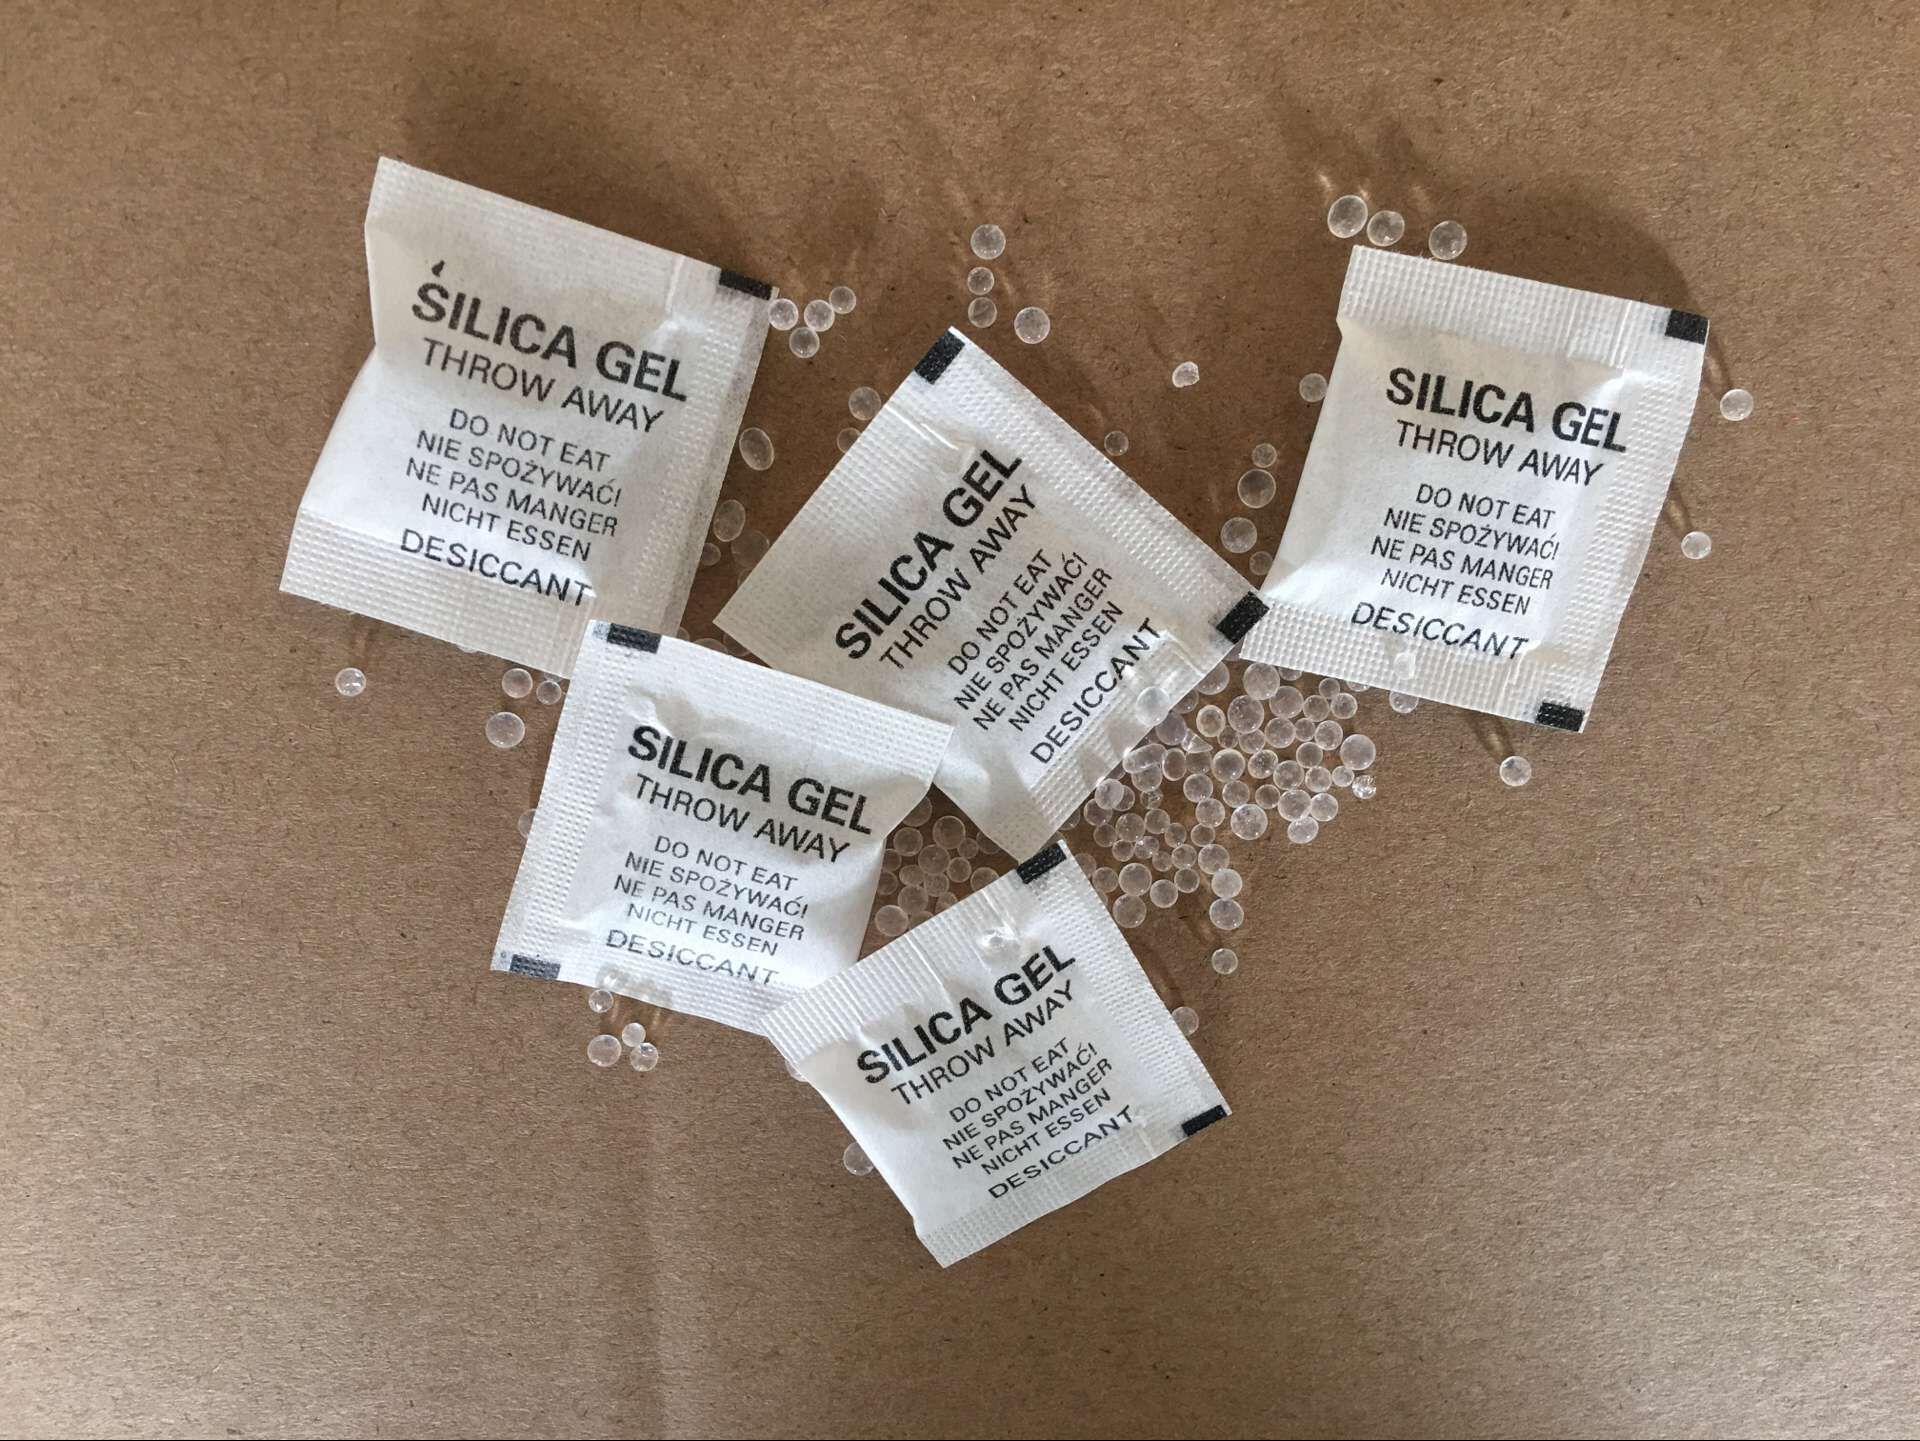 SILICA GEL
THROW AWAY
DO NOT EAT
NIE SPOŻYWAĆ!
NE PAS MANGER
NICHT ESSEN
DESICCANT
SILICA GEL
THROW AWAY
DO NOT EAT
NIE SPOŻYWAĆ!
NE PAS MANGER
NICHT ESSEN
DESICCANT
SILICA GEL
THROW AWAY
DO NOT EAT
NIE SPOŻYWAĆ!
NE PAS MANGER
NICHT ESSEN
DESICCANT
SILICA GEL
THROW AWAY
DO NOT EAT
NIE SPOŻYWAĆ!
NE PAS MANGER
NICHT ESSEN
DESICCANT
SILICA GEL
THROW AWAY
DO NOT EAT
NIE SPOŻYWAĆ!
NE PAS MANGER
NICHT ESSEN
DESICCANT